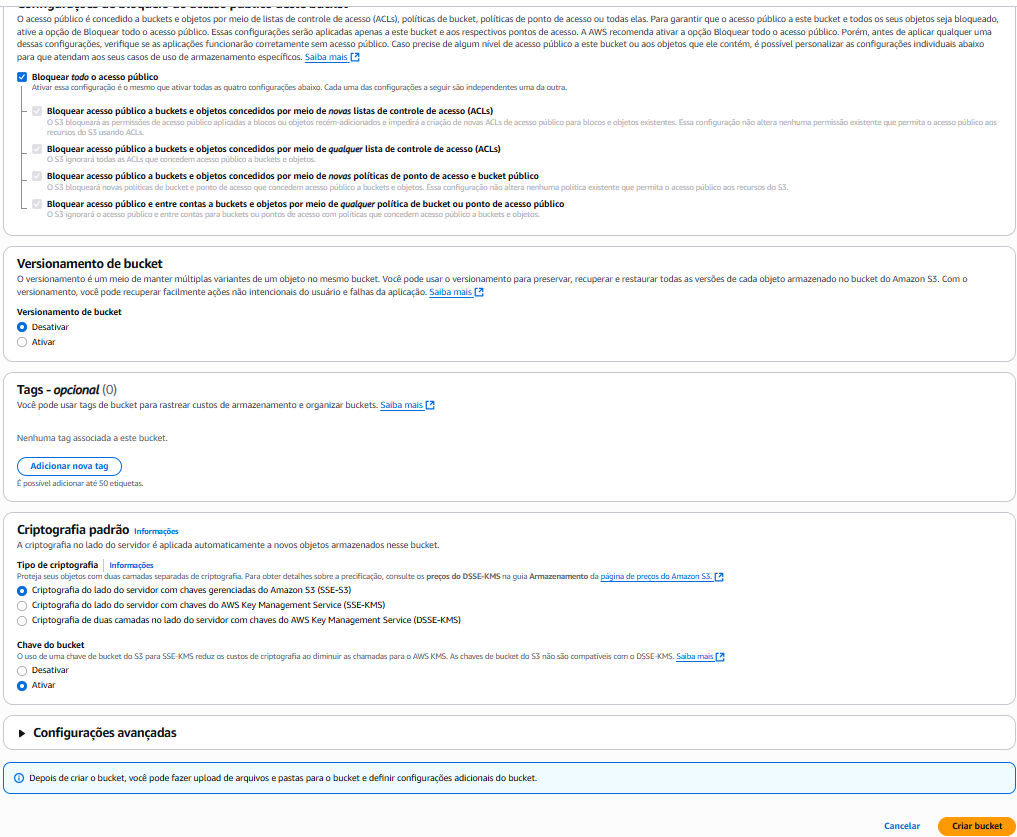 Configurações de bloqueio de acesso público deste bucket
O acesso público é concedido a buckets e objetos por meio de listas de controle de acesso (ACLs), políticas de bucket, políticas de ponto de acesso ou todas elas. Para garantir que o acesso público a este bucket e todos os seus objetos seja bloqueado,
ative a opção de Bloquear todo o acesso público. Essas configurações serão aplicadas apenas a este bucket e aos respectivos pontos de acesso. A AWS recomenda ativar a opção Bloquear todo o acesso público. Porém, antes de aplicar qualquer uma
dessas configurações, verifique se as aplicações funcionarão corretamente sem acesso público. Caso precise de algum nível de acesso público a este bucket ou aos objetos que ele contém, é possível personalizar as configurações individuais abaixo
para que atendam aos seus casos de uso de armazenamento específicos. Saiba mais
Bloquear todo o acesso público
Ativar essa configuração é o mesmo que ativar todas as quatro configurações abaixo. Cada uma das configurações a seguir são independentes uma da outra.
Bloquear acesso público a buckets e objetos concedidos por meio de novas listas de controle de acesso (ACLs)
O S3 bloqueará as permissões de acesso público aplicadas a blocos ou objetos recém-adicionados e impedirá a criação de novas ACLs de acesso público para blocos e objetos existentes. Essa configuração não altera nenhuma permissão existente que permita o acesso público aos
recursos do S3 usando ACLs.
Bloquear acesso público a buckets e objetos concedidos por meio de qualquer lista de controle de acesso (ACLs)
O S3 ignorará todas as ACLs que concedem acesso público a buckets e objetos.
Bloquear acesso público a buckets e objetos concedidos por meio de novas políticas de ponto de acesso e bucket público
O S3 bloqueará novas políticas de bucket e ponto de acesso que concedem acesso público a buckets e objetos. Essa configuração não altera nenhuma política existente que permita o acesso público aos recursos do S3.
Bloquear acesso público e entre contas a buckets e objetos por meio de qualquer política de bucket ou ponto de acesso público
O S3 ignorará o acesso público e entre contas para buckets ou pontos de acesso com políticas que concedem acesso público a buckets e objetos.
Versionamento de bucket
O versionamento é um meio de manter múltiplas variantes de um objeto no mesmo bucket. Você pode usar o versionamento para preservar, recuperar e restaurar todas as versões de cada objeto armazenado no bucket do Amazon S3. Com o
versionamento, você pode recuperar facilmente ações não intencionais do usuário e falhas da aplicação. Saiba mais
Versionamento de bucket
Desativar
Ativar
Tags - opcional (0)
Você pode usar tags de bucket para rastrear custos de armazenamento e organizar buckets. Saiba mais
Nenhuma tag associada a este bucket.
Adicionar nova tag
É possível adicionar até 50 etiquetas.
Criptografia padrão Informações
A criptografia no lado do servidor é aplicada automaticamente a novos objetos armazenados nesse bucket.
Tipo de criptografia Informações
Proteja seus objetos com duas camadas separadas de criptografia. Para obter detalhes sobre a precificação, consulte os preços do DSSE-KMS na guia Armazenamento da página de preços do Amazon S3.
Criptografia do lado do servidor com chaves gerenciadas do Amazon S3 (SSE-S3)
Criptografia do lado do servidor com chaves do AWS Key Management Service (SSE-KMS)
Criptografia de duas camadas no lado do servidor com chaves do AWS Key Management Service (DSSE-KMS)
Chave do bucket
O uso de uma chave de bucket do S3 para SSE-KMS reduz os custos de criptografia ao diminuir as chamadas para o AWS KMS. As chaves de bucket do S3 não são compatíveis com o DSSE-KMS. Saiba mais
Desativar
Ativar
Configurações avançadas
Depois de criar o bucket, você pode fazer upload de arquivos e pastas para o bucket e definir configurações adicionais do bucket.
Cancelar
Criar bucket